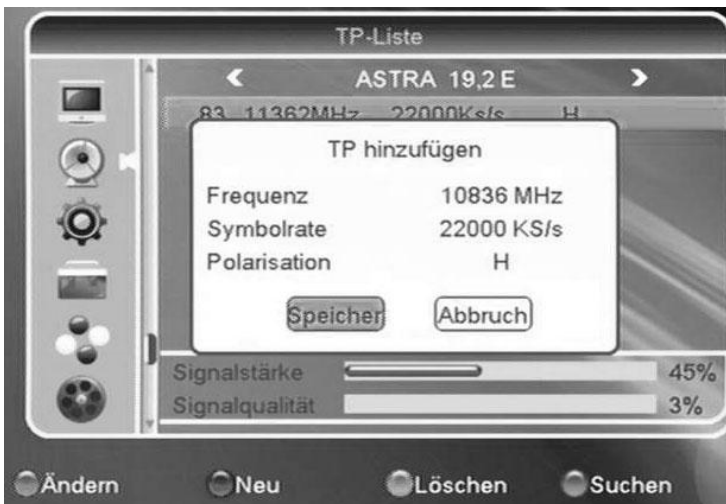 TP-Liste
ASTRA 19,2 E
83 11362MHz 22000Ks/s H
TP hinzufügen
Frequenz 10836 MHz
Symbolrate 22000 KS/s
Polarisation H
Speicher Abbruch
Signalstärke 45%
Signalqualität 3%
Ändern Neu Löschen Suchen